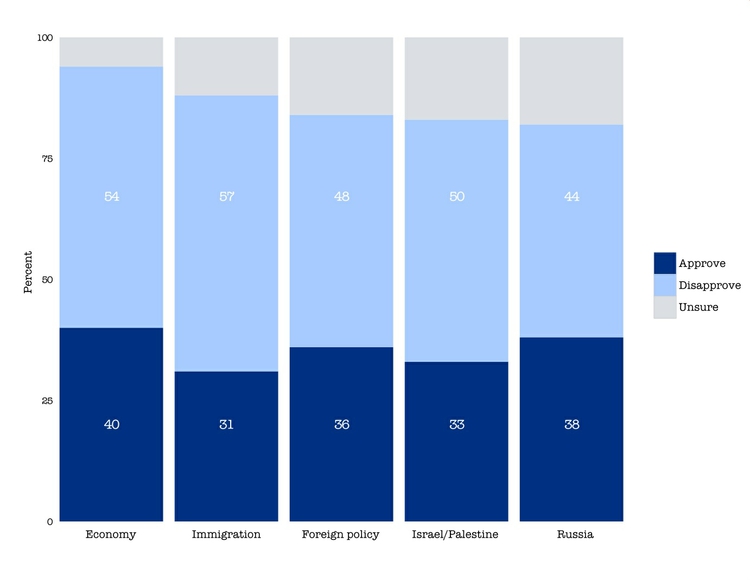 100
75
50
25
0
Percent
54 57 48 50 44
40 31 36 33 38
Economy Immigration Foreign policy Israel/Palestine Russia
Approve
Disapprove
Unsure